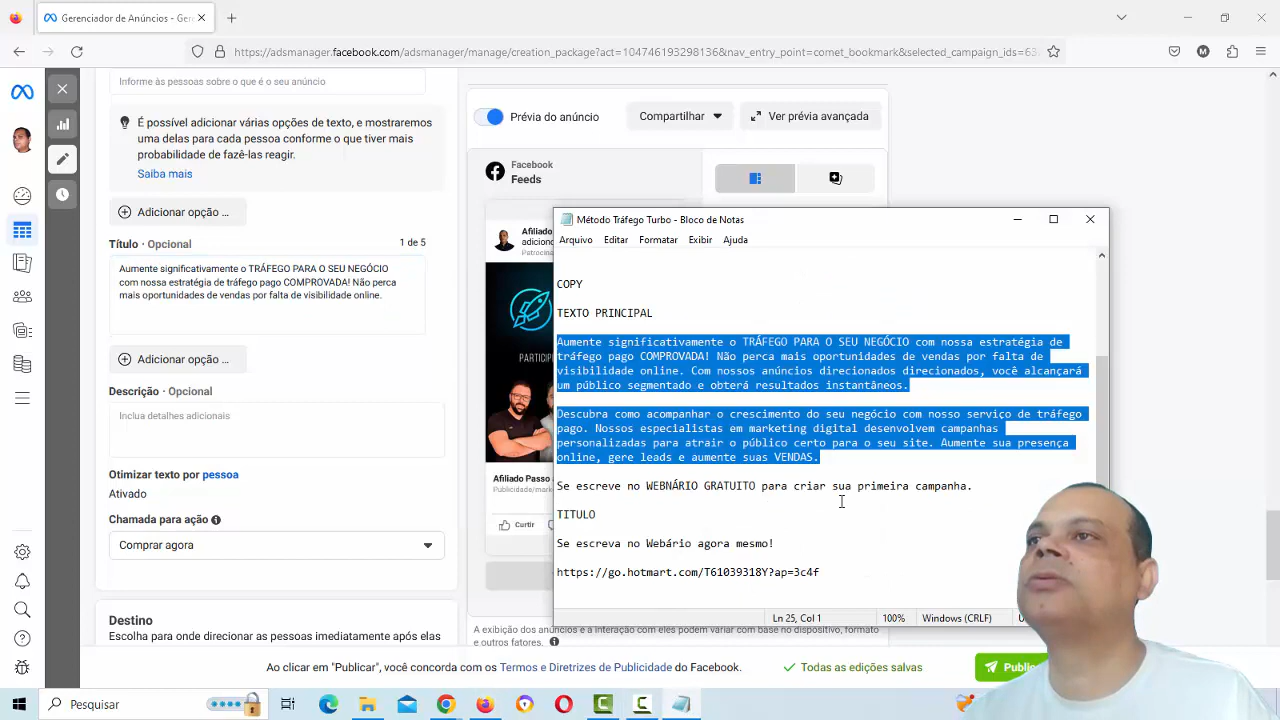 Gerenciador de Anúncios - Ger
https://adsmanager.facebook.com/adsmanager/manage/creation_package?act=104746193298136&nav_entry_point=comet_bookmark&selected_campaign_ids=63
Informe às pessoas sobre o que é o seu anúncio
É possível adicionar várias opções de texto, e mostraremos
uma delas para cada pessoa conforme o que tiver mais
probabilidade de fazê-las reagir.
Saiba mais
Adicionar opção ...
Título · Opcional
1 de 5
Aumente significativamente o TRÁFEGO PARA O SEU NEGÓCIO
com nossa estratégia de tráfego pago COMPROVADA! Não perca
mais oportunidades de vendas por falta de visibilidade online.
Adicionar opção ...
Descrição · Opcional
Inclua detalhes adicionais
Otimizar texto por pessoa
Ativado
Chamada para ação
Comprar agora
Destino
Escolha para onde direcionar as pessoas imediatamente após elas
Prévia do anúncio
Compartilhar
Ver prévia avançada
Facebook
Feeds
Afiliado
adicion
Patrocin
PARTICIP
Afiliado Passo
Publicidade/mark
Curtir
Método Tráfego Turbo - Bloco de Notas
Arquivo Editar Formatar Exibir Ajuda
COPY
TEXTO PRINCIPAL
Aumente significativamente o TRÁFEGO PARA O SEU NEGÓCIO com nossa estratégia de
tráfego pago COMPROVADA! Não perca mais oportunidades de vendas por falta de
visibilidade online. Com nossos anúncios direcionados direcionados, você alcançará
um público segmentado e obterá resultados instantâneos.
Descubra como acompanhar o crescimento do seu negócio com nosso serviço de tráfego
pago. Nossos especialistas em marketing digital desenvolvem campanhas
personalizadas para atrair o público certo para o seu site. Aumente sua presença
online, gere leads e aumente suas VENDAS.
Se escreve no WEBNÁRIO GRATUITO para criar sua primeira campanha.
TITULO
Se escreva no Webário agora mesmo!
https://go.hotmart.com/T61039318Y?ap=3c4f
Ln 25, Col 1
100%
Windows (CRLF)
A exibição dos anúncios e a interação com eles podem variar com base no dispositivo, formato
e outros fatores.
Ao clicar em "Publicar", você concorda com os Termos e Diretrizes de Publicidade do Facebook.
Todas as edições salvas
Public
Pesquisar